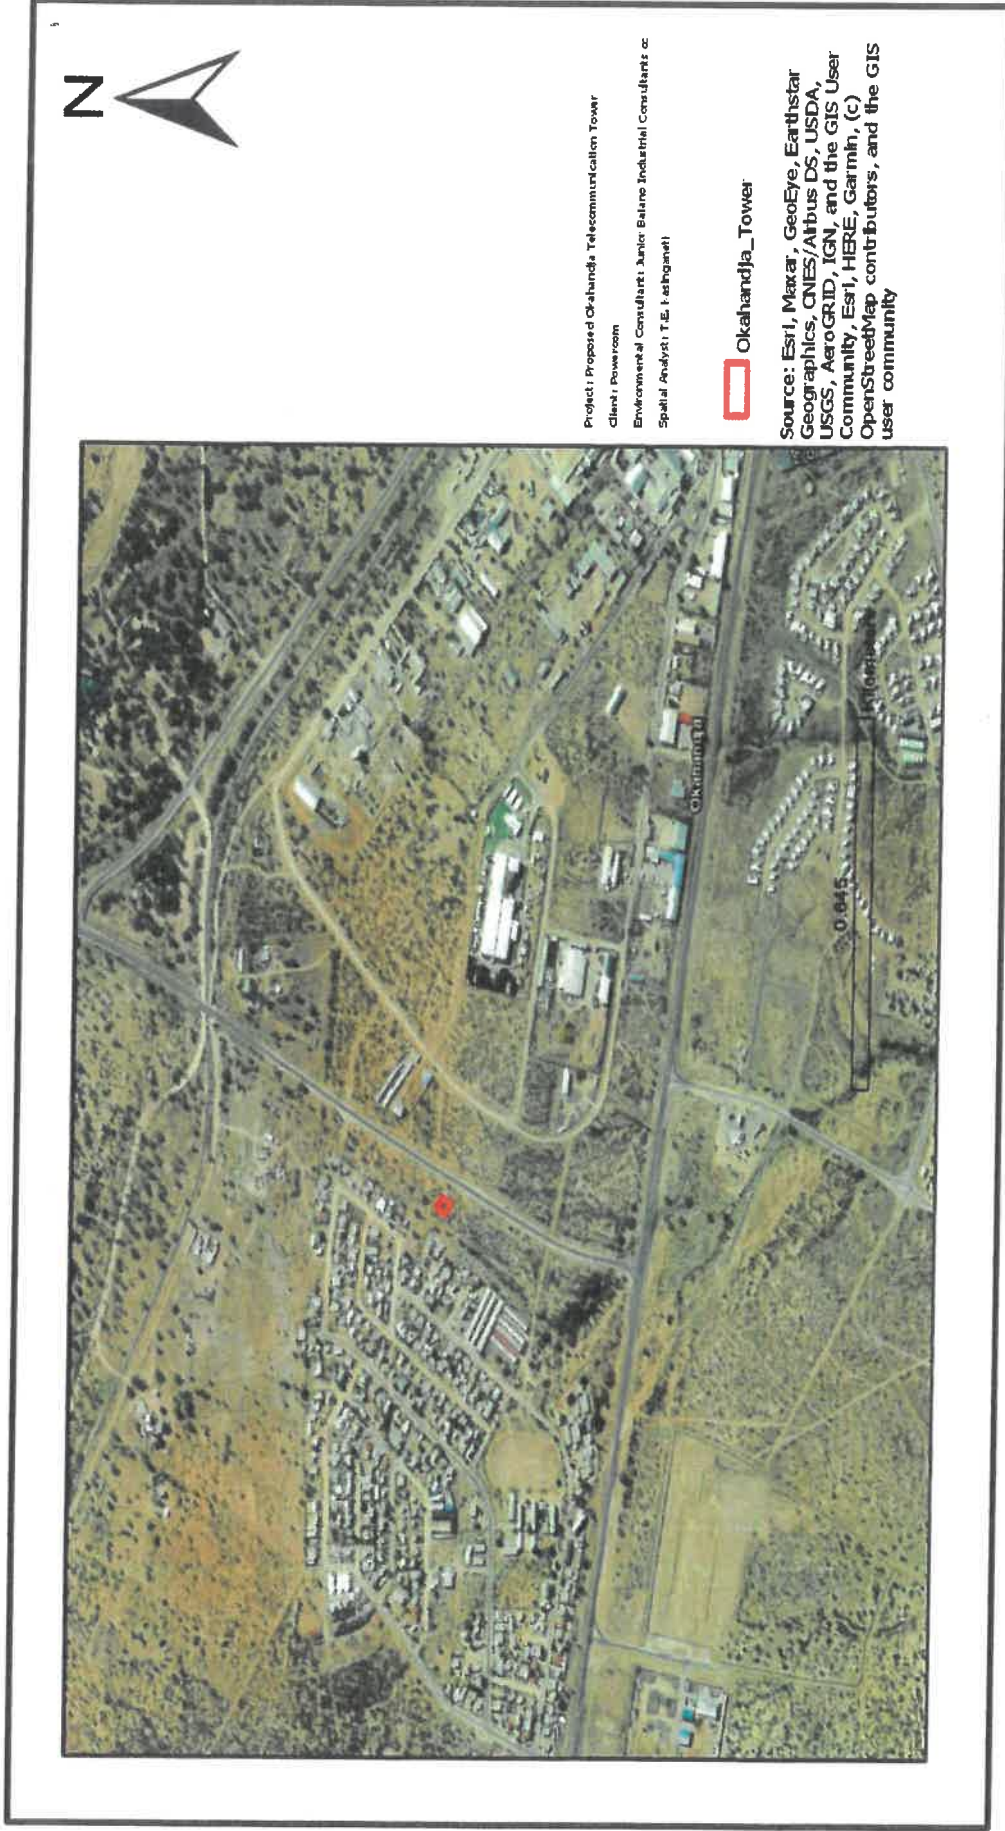 N
Project: Proposed Okahandja Telecommunication Tower
client: Powercom
Environmental Consultant: Junior Balano Industrial Consultants cc
Spatial Analyst: T.E.
Okahandja_Tower
Source: Esri, Maxar, GeoEye, Earthstar
Geographics, CNES/Airbus DS, USDA,
USGS, AeroGRID, IGN, and the GIS User
Community, Esri, HERE, Garmin, (c)
OpenStreetMap contributors, and the GIS
user community
0.645
Kilometers